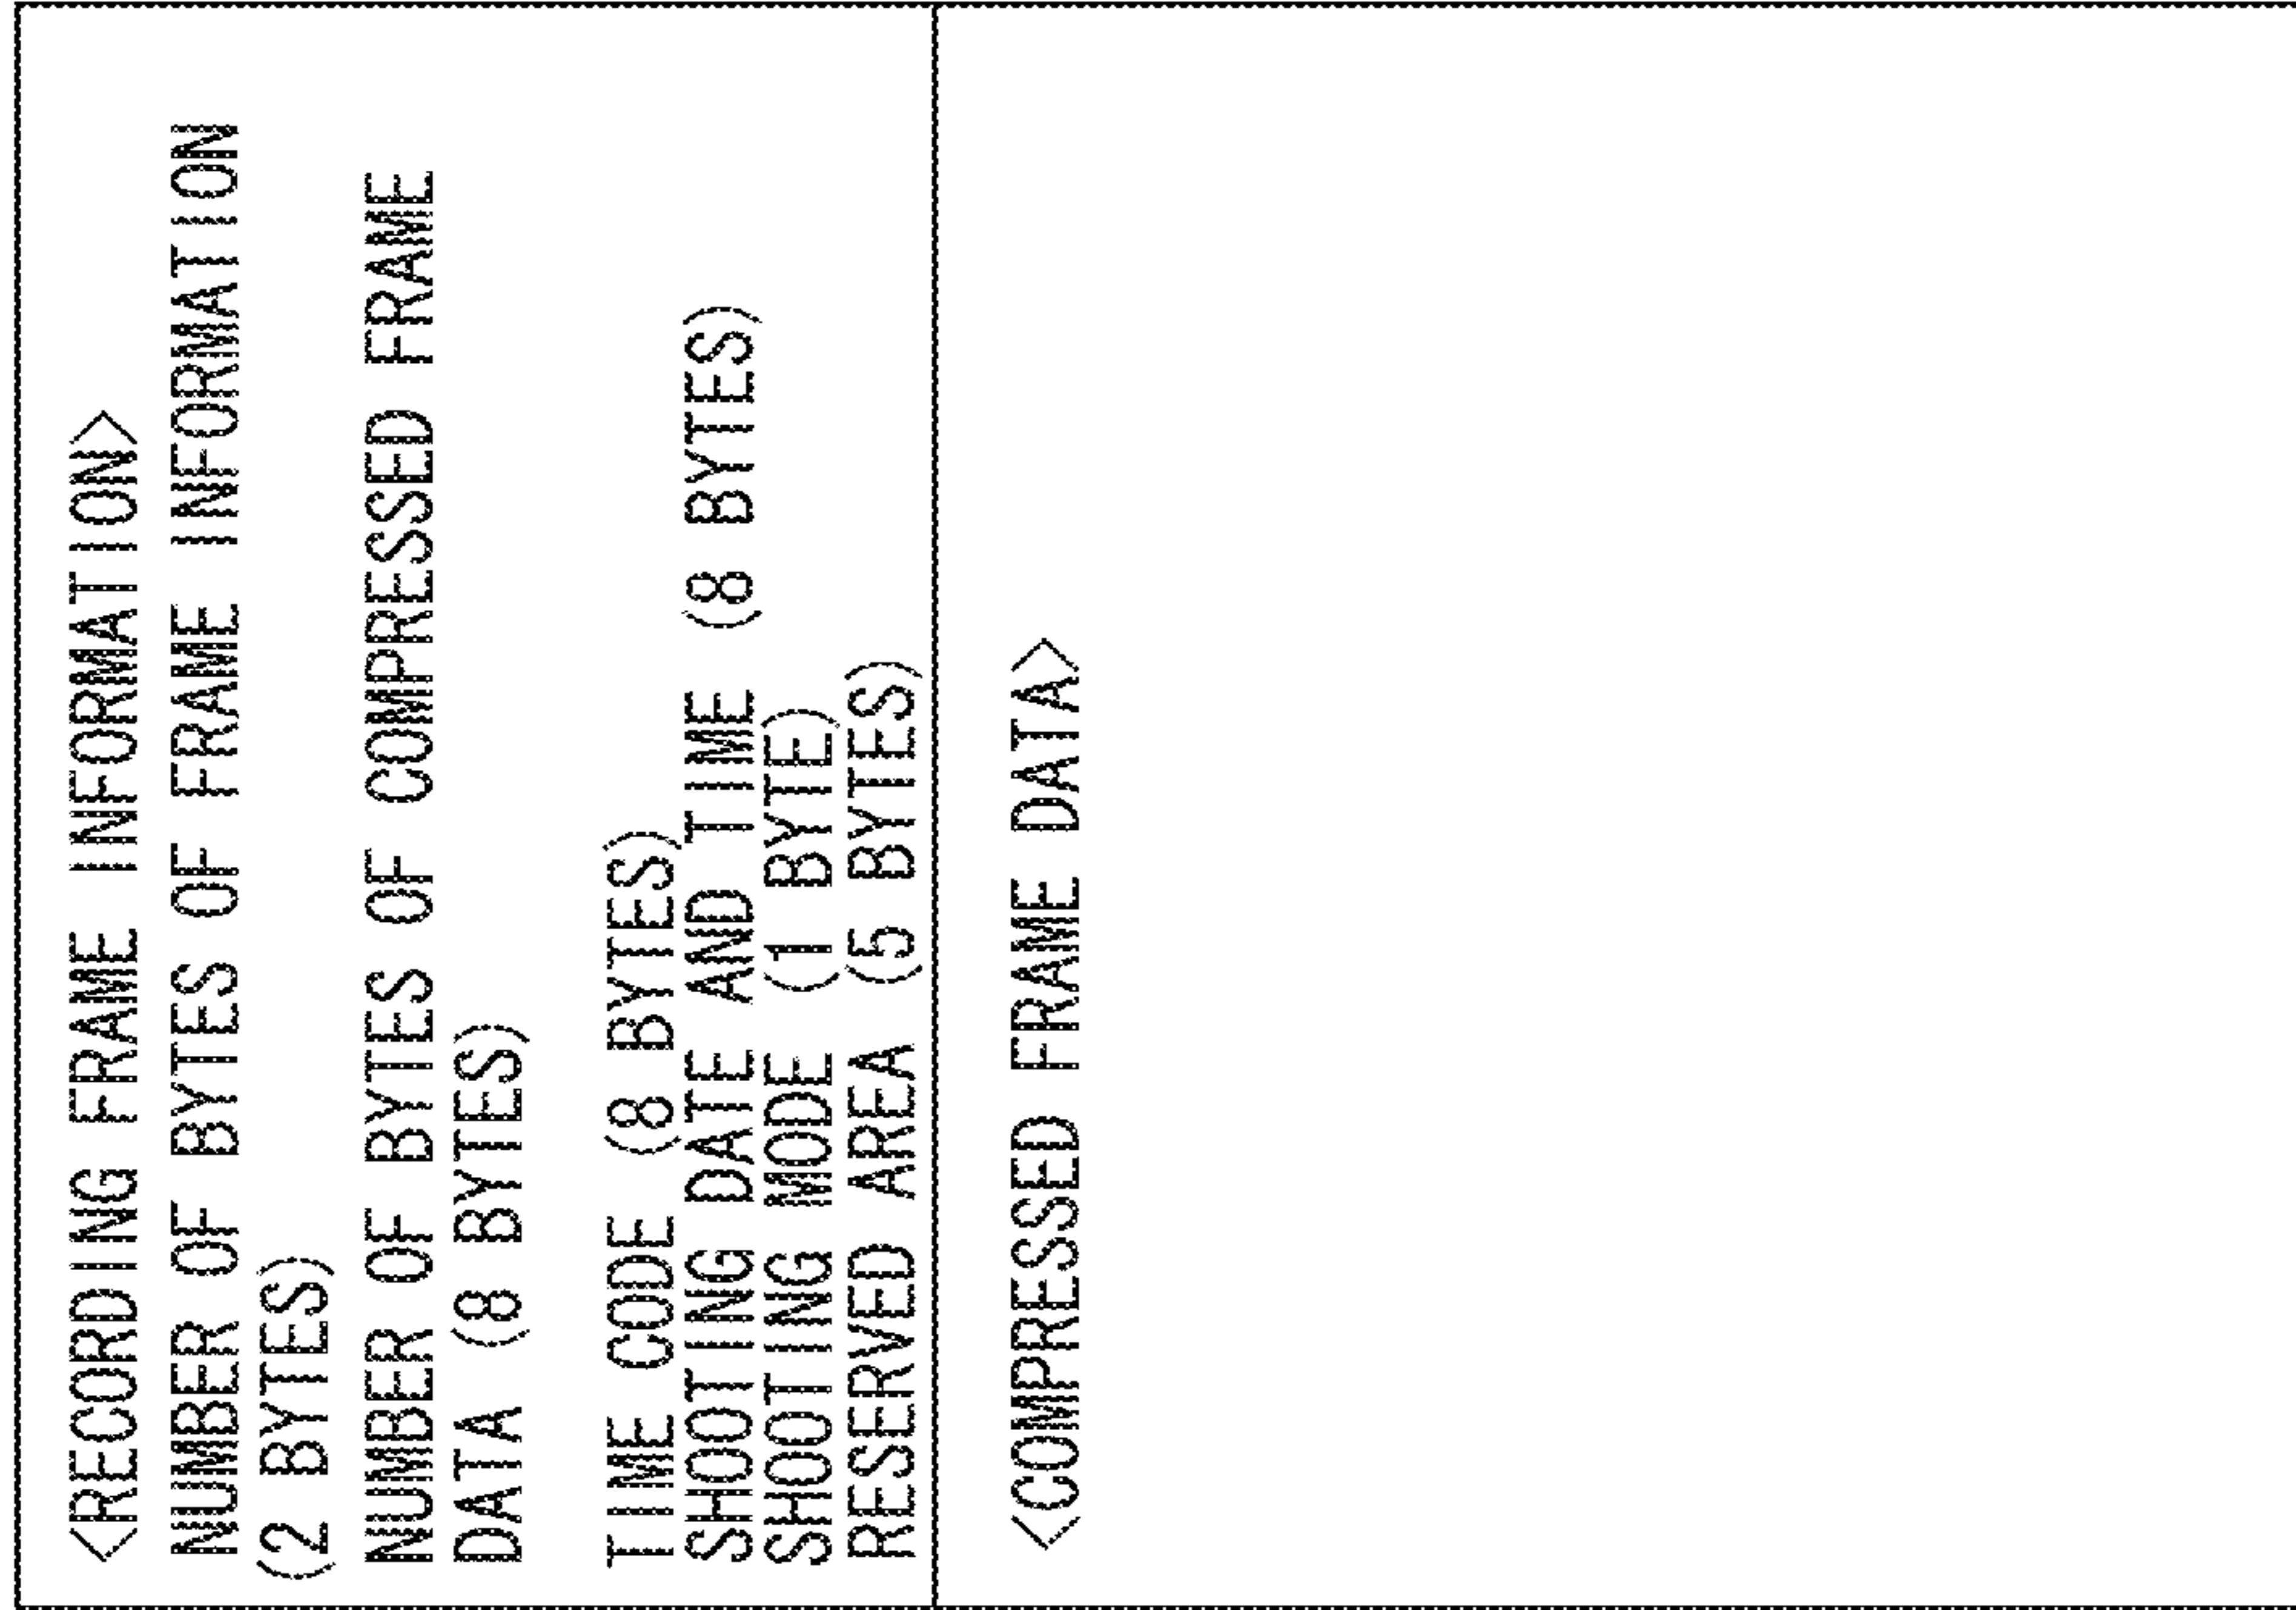 <RECORDING FRAME INFORMATION>
NUMBER OF BYTES OF FRAME INFORMATION
(2 BYTES)
NUMBER OF BYTES OF COMPRESSED FRAME
DATA (8 BYTES)
TIME CODE (8 BYTES)
SHOOTING DATE AND TIME (8 BYTES)
SHOOTING MODE (1 BYTE)
RESERVED AREA (5 BYTES)
<COMPRESSED FRAME DATA>